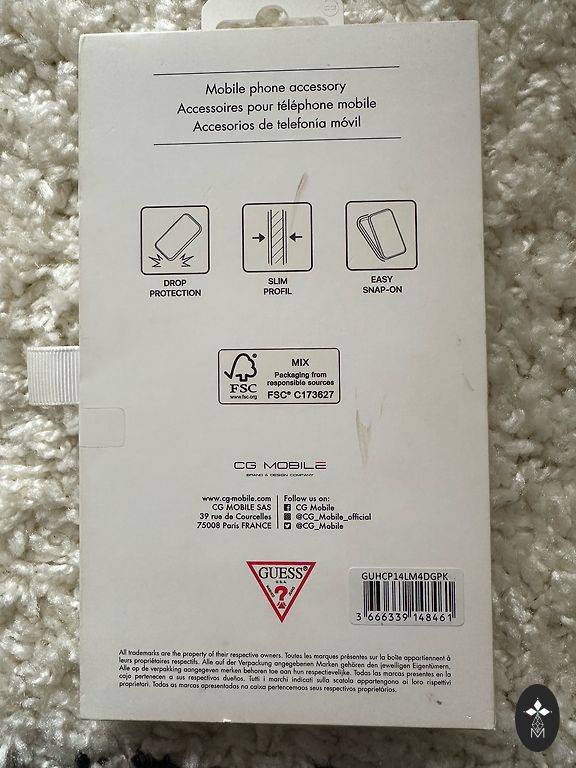 Mobile phone accessory
Accessoires pour téléphone mobile
Accesorios de telefonía móvil
DROP
PROTECTION
SLIM
PROFIL
EASY
SNAP-ON
FSC
www.fsc.org
MIX
Packaging from
responsible sources
FSC® C173627
CG MOBILE
BRAND & DESIGN COMPANY
www.cg-mobile.com
CG MOBILE SAS
39 rue de Courcelles
75008 Paris FRANCE
Follow us on:
CG Mobile
@CG_Mobile_official
@CG_Mobile
GUESS®
U.S.A.
?
GUHCP14LM4DGPK
3 666339 148461
All trademarks are the property of their respective owners. Toutes les marques présentes sur la boîte appartiennent à
leurs propriétaires respectifs. Alle auf der Verpackung angegebenen Marken gehören den jeweiligen Eigentümern.
Alle op de verpakking aangegeven merken behoren toe aan hun respectievelijke. Todas las marcas presentes en la
caja pertenecen a sus respectivos dueños. Tutti i marchi indicati sulla scatola appartengono ai loro rispettivi
proprietari. Todas as marcas apresentadas na caixa pertencemaos seus respectivos proprietários.
M